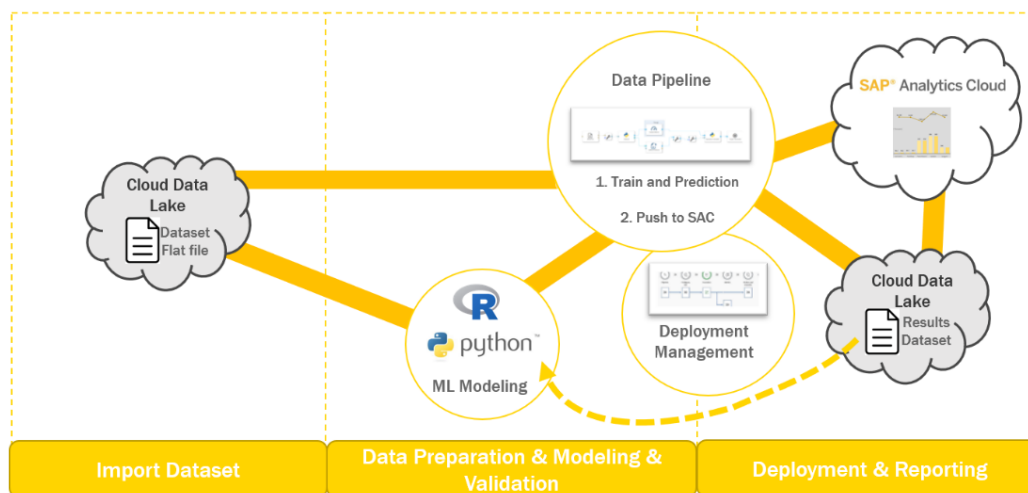 Data Pipeline
1. Train and Prediction
2. Push to SAC
SAP® Analytics Cloud
Cloud Data
Lake
Dataset
Flat file
R
python™
ML Modeling
Deployment
Management
Cloud Data
Lake
Results
Dataset
Import Dataset
Data Preparation & Modeling &
Validation
Deployment & Reporting